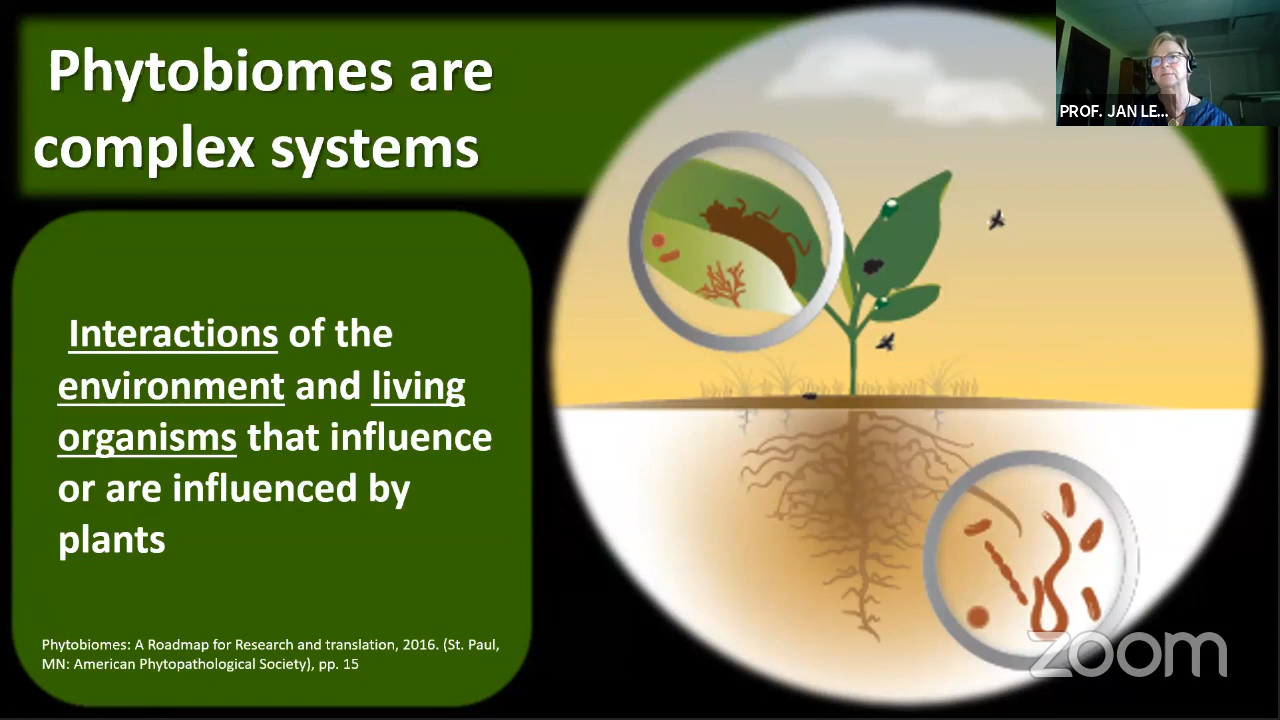 Phytobiomes are
complex systems
PROF. JAN LE...
Interactions of the
environment and living
organisms that influence
or are influenced by
plants
Phytobiomes: A Roadmap for Research and translation, 2016. (St. Paul,
MN: American Phytopathological Society), pp. 15
zoom